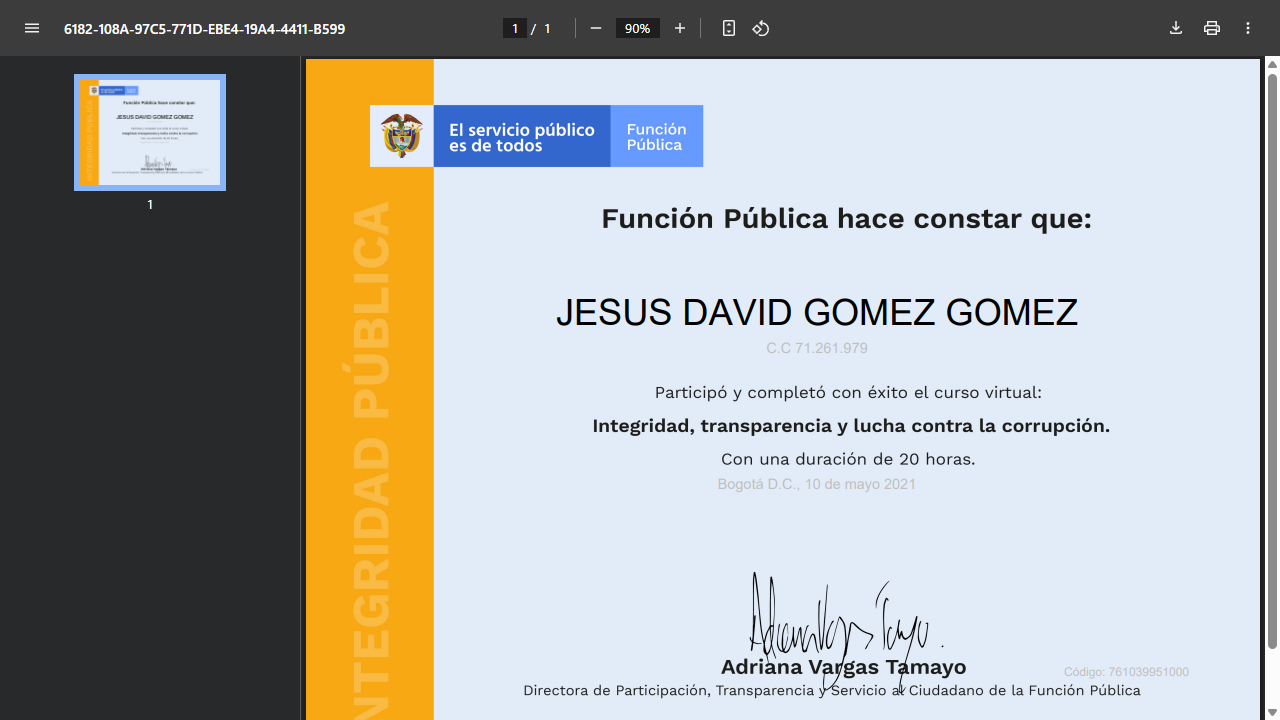 6182-108A-97C5-771D-EBE4-19A4-4411-B599
1 / 1
90%
1
INTEGRIDAD PÚBLICA
El servicio público
es de todos
Función
Pública
Función Pública hace constar que:
JESUS DAVID GOMEZ GOMEZ
C.C 71.261.979
Participó y completó con éxito el curso virtual:
Integridad, transparencia y lucha contra la corrupción.
Con una duración de 20 horas.
Bogotá D.C., 10 de mayo 2021
Adriana Vargas Tamayo
Código: 761039951000
Directora de Participación, Transparencia y Servicio al Ciudadano de la Función Pública